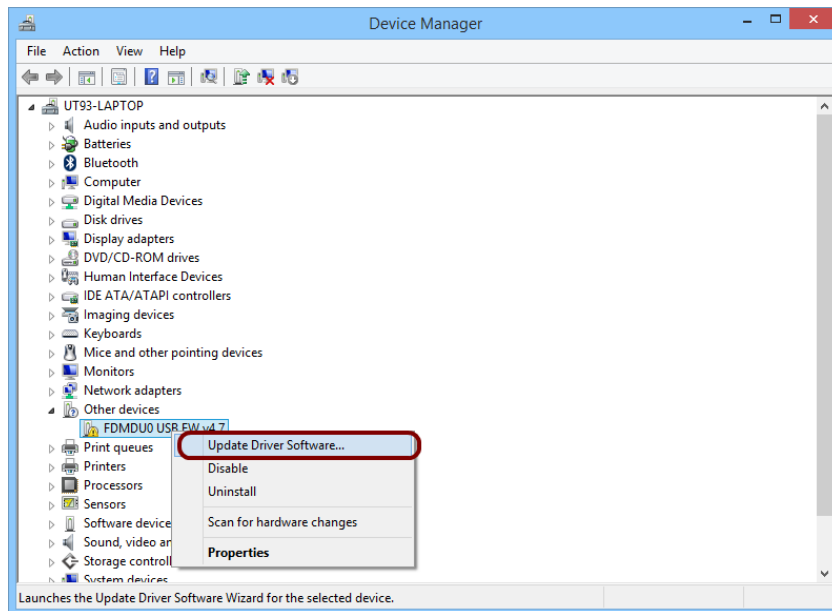 Device Manager
File Action View Help
UT93-LAPTOP
Audio inputs and outputs
Batteries
Bluetooth
Computer
Digital Media Devices
Disk drives
Display adapters
DVD/CD-ROM drives
Human Interface Devices
IDE ATA/ATAPI controllers
Imaging devices
Keyboards
Mice and other pointing devices
Monitors
Network adapters
Other devices
FDMDU0 USB FW v4.7
Update Driver Software...
Print queues
Disable
Printers
Processors
Uninstall
Sensors
Software device
Scan for hardware changes
Sound, video an
Properties
Storage controll
System devices
Launches the Update Driver Software Wizard for the selected device.